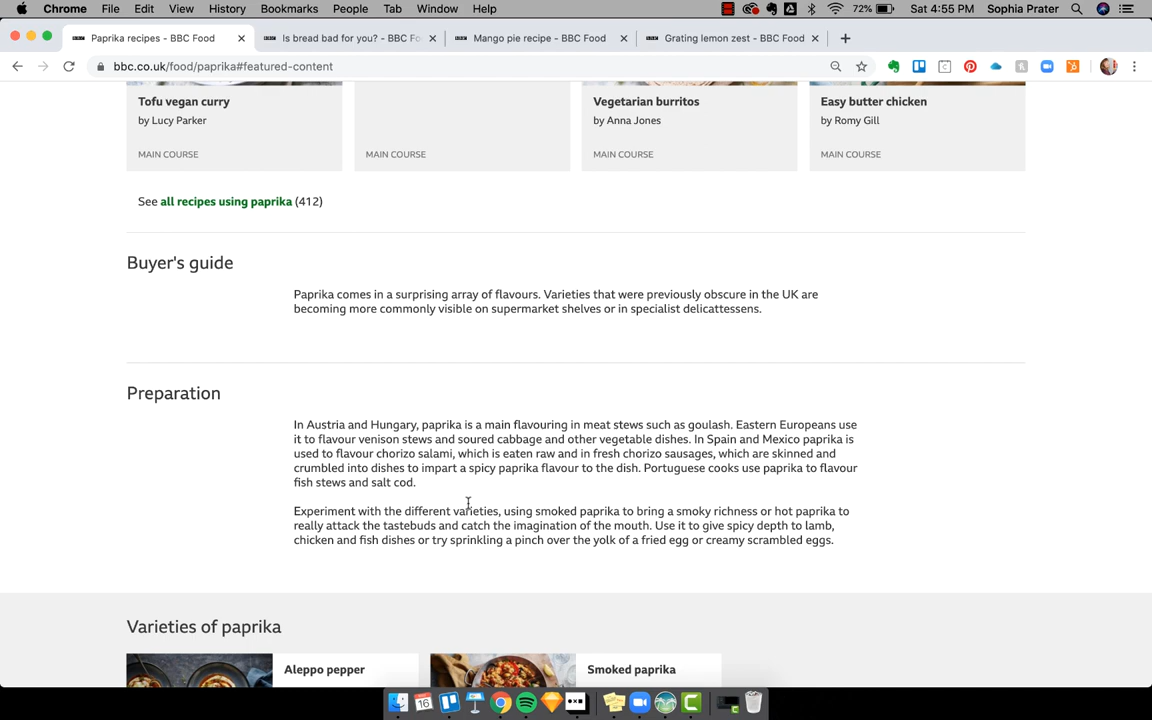 Chrome File Edit View History Bookmarks People Tab Window Help 72% Sat 4:55 PM Sophia Prater
Paprika recipes - BBC Food Is bread bad for you? - BBC Fo Mango pie recipe - BBC Food Grating lemon zest - BBC Food
bbc.co.uk/food/paprika#featured-content
Tofu vegan curry Vegetarian burritos Easy butter chicken
by Lucy Parker by Anna Jones by Romy Gill
MAIN COURSE MAIN COURSE MAIN COURSE MAIN COURSE
See all recipes using paprika (412)
Buyer's guide
Paprika comes in a surprising array of flavours. Varieties that were previously obscure in the UK are
becoming more commonly visible on supermarket shelves or in specialist delicattessens.
Preparation
In Austria and Hungary, paprika is a main flavouring in meat stews such as goulash. Eastern Europeans use
it to flavour venison stews and soured cabbage and other vegetable dishes. In Spain and Mexico paprika is
used to flavour chorizo salami, which is eaten raw and in fresh chorizo sausages, which are skinned and
crumbled into dishes to impart a spicy paprika flavour to the dish. Portuguese cooks use paprika to flavour
fish stews and salt cod.
Experiment with the different varieties, using smoked paprika to bring a smoky richness or hot paprika to
really attack the tastebuds and catch the imagination of the mouth. Use it to give spicy depth to lamb,
chicken and fish dishes or try sprinkling a pinch over the yolk of a fried egg or creamy scrambled eggs.
Varieties of paprika
Aleppo pepper Smoked paprika
16